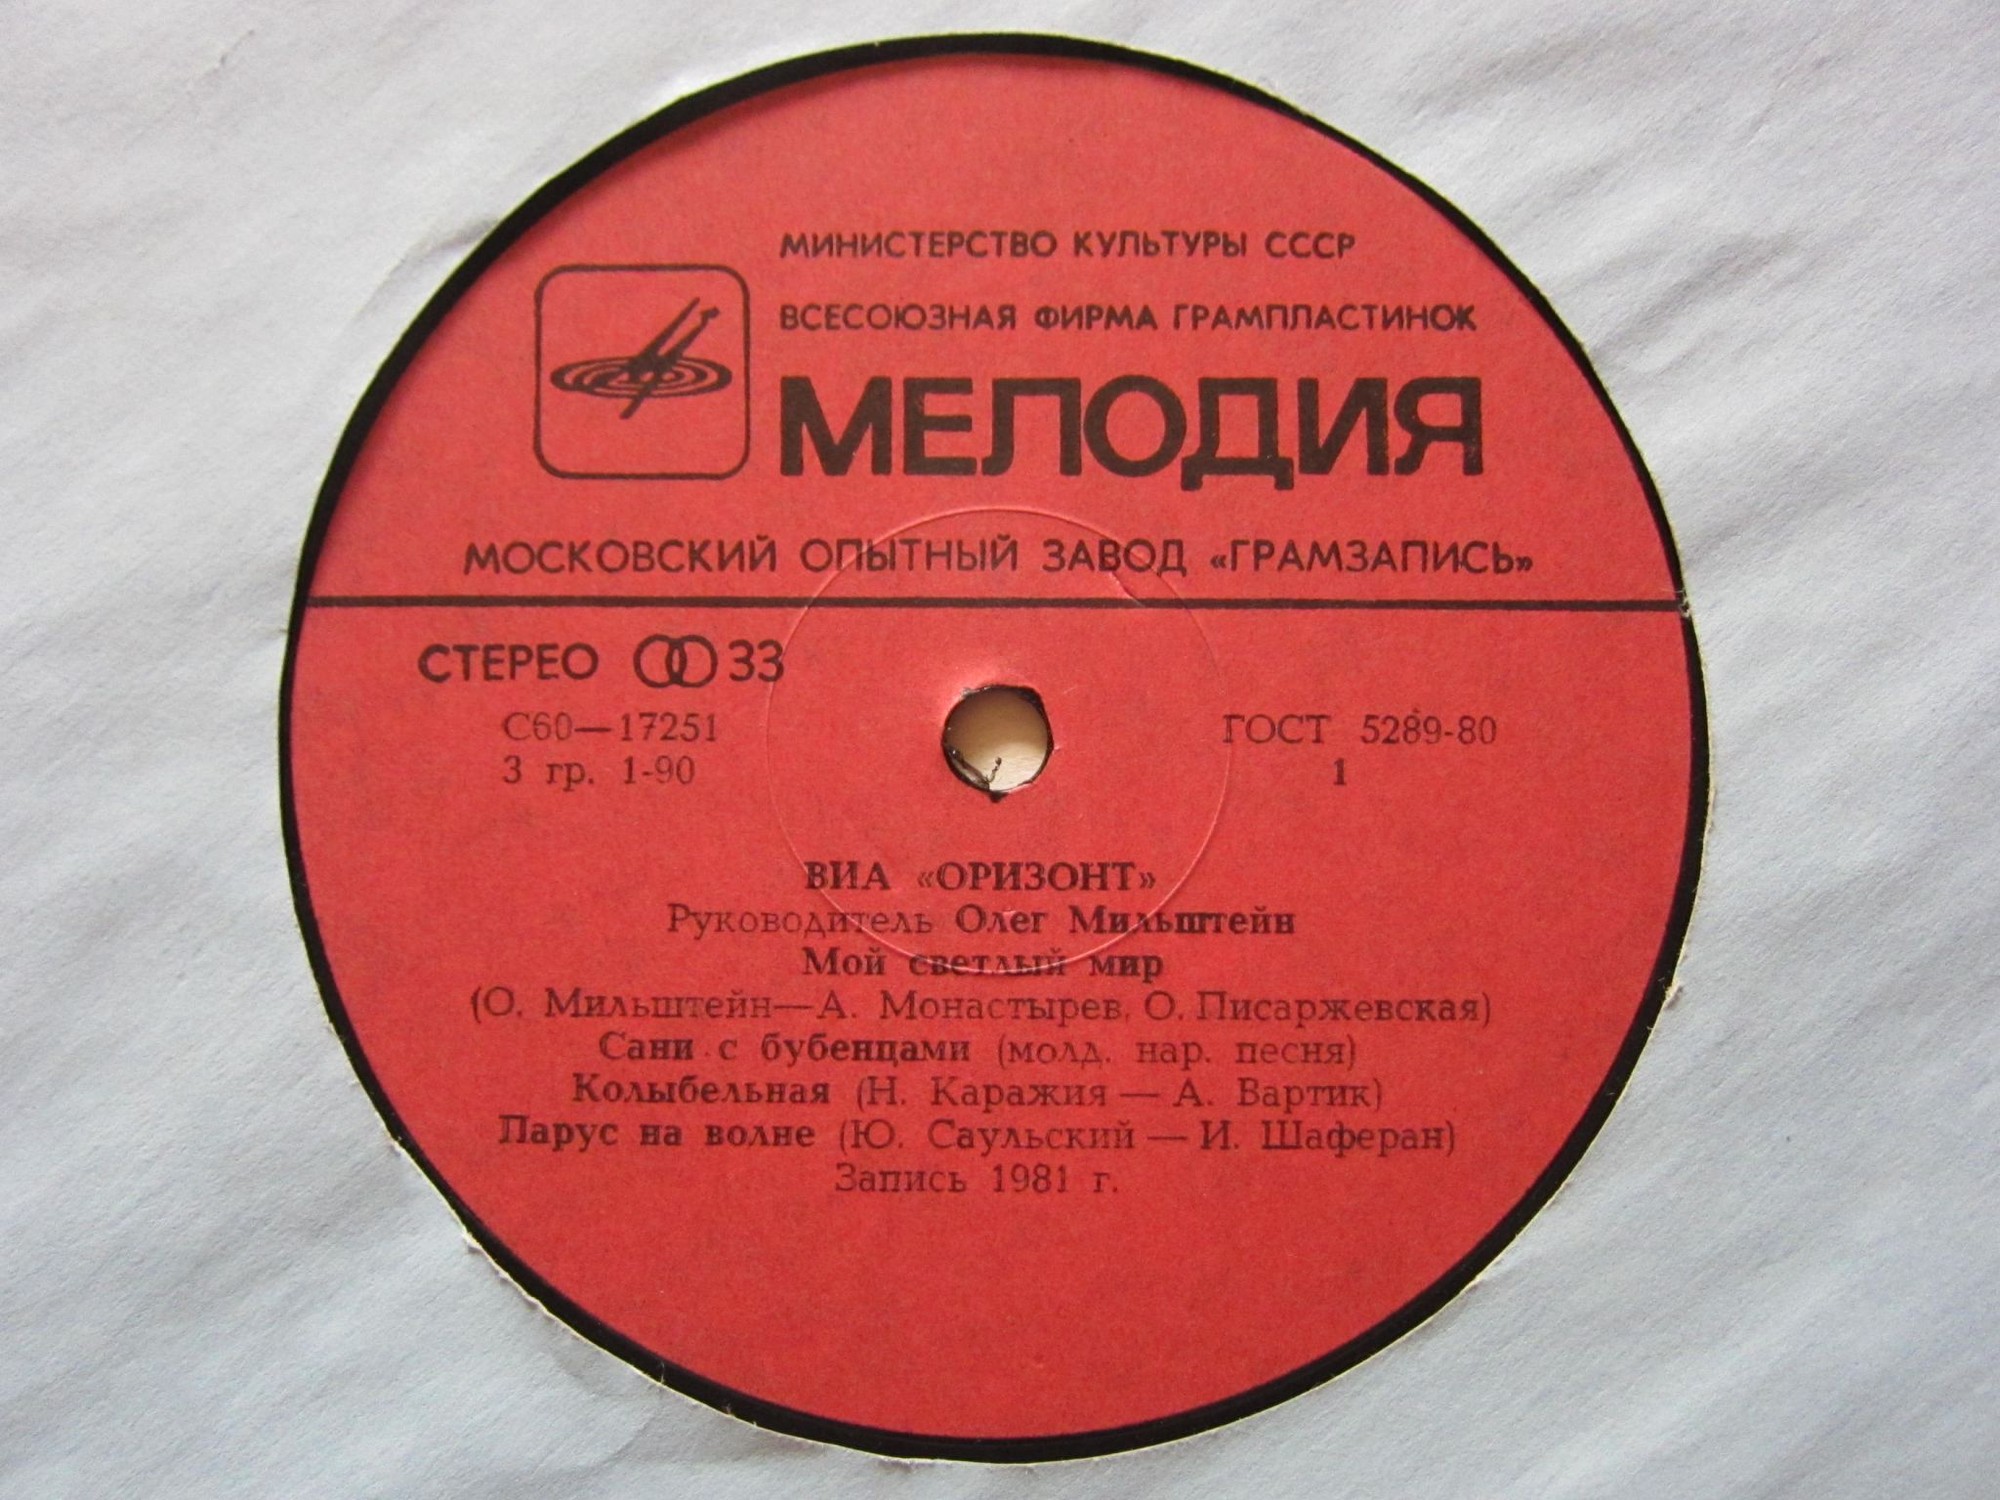 МИНИСТЕРСТВО КУЛЬТУРЫ СССР
ВСЕСОЮЗНАЯ ФИРМА ГРАМПЛАСТИНОК
МЕЛОДИЯ
МОСКОВСКИЙ ОПЫТНЫЙ ЗАВОД «ГРАМЗАПИСЬ»
СТЕРЕО 33
С60—17251 ГОСТ 5289-80
3 гр. 1-90 1
ВИА «ОРИЗОНТ»
Руководитель Олег Мильштейн
Мой светлый мир
(О. Мильштейн—А. Монастырев, О. Писаржевская)
Сани с бубенцами (молд. нар. песня)
Колыбельная (Н. Каражия — А. Вартик)
Парус на волне (Ю. Саульский — И. Шаферан)
Запись 1981 г.